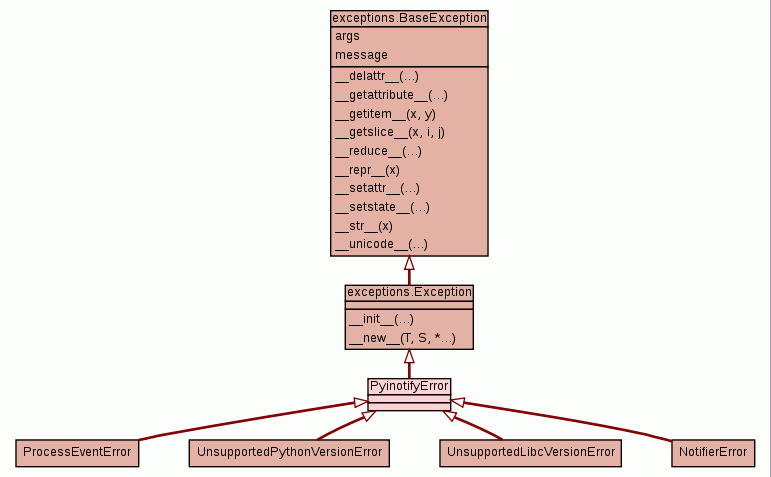 exceptions.BaseException
args
message
__delattr__(...)
__getattribute__(...)
__getitem__(x, y)
__getslice__(x, i, j)
__reduce__(...)
__repr__(x)
__setattr__(...)
__setstate__(...)
__str__(x)
__unicode__(...)
exceptions.Exception
__init__(...)
__new__(T, S, *...)
PyinotifyError
ProcessEventError
UnsupportedPythonVersionError
UnsupportedLibcVersionError
NotifierError